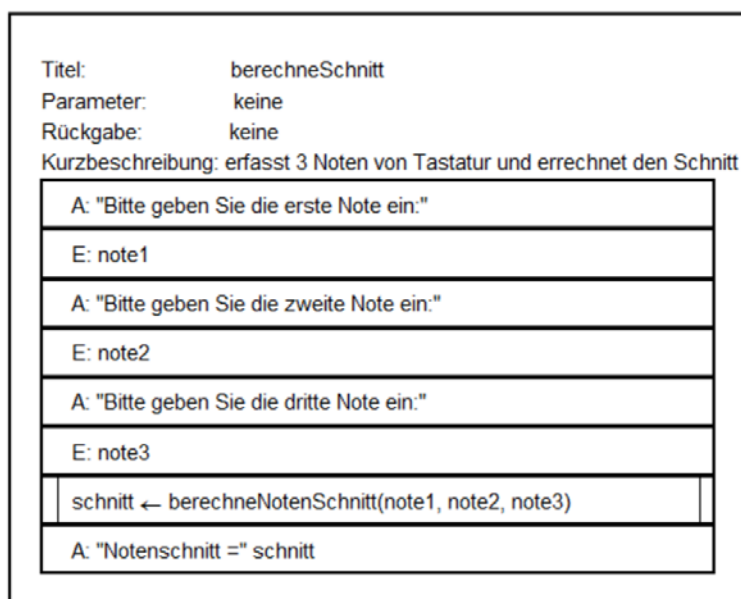 Titel: berechneSchnitt
Parameter: keine
Rückgabe: keine
Kurzbeschreibung: erfasst 3 Noten von Tastatur und errechnet den Schnitt
A: "Bitte geben Sie die erste Note ein:"
E: note1
A: "Bitte geben Sie die zweite Note ein:"
E: note2
A: "Bitte geben Sie die dritte Note ein:"
E: note3
schnitt ← berechneNotenSchnitt(note1, note2, note3)
A: "Notenschnitt =" schnitt